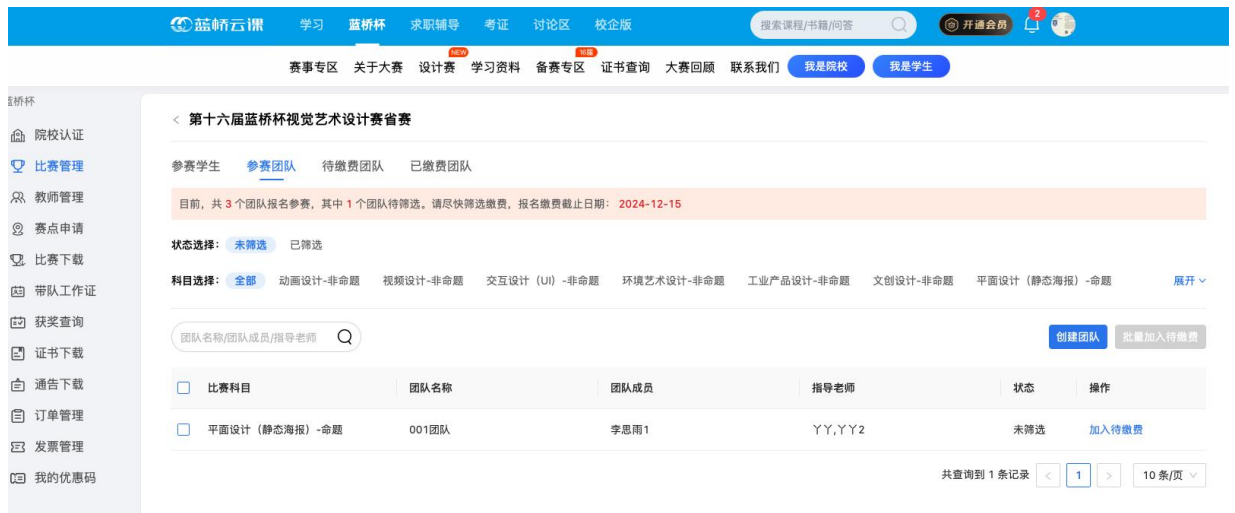 蓝桥云课 学习 蓝桥杯 求职辅导 考证 讨论区 校企版 搜索课程/书籍/问答 开通会员 2
NEW 16届
赛事专区 关于大赛 设计赛 学习资料 备赛专区 证书查询 大赛回顾 联系我们 我是院校 我是学生
蓝桥杯
院校认证
比赛管理
教师管理
赛点申请
比赛下载
带队工作证
获奖查询
证书下载
通告下载
订单管理
发票管理
我的优惠码
< 第十六届蓝桥杯视觉艺术设计赛省赛
参赛学生 参赛团队 待缴费团队 已缴费团队
目前，共 3 个团队报名参赛，其中 1 个团队待筛选。请尽快筛选缴费，报名缴费截止日期： 2024-12-15
状态选择： 未筛选 已筛选
科目选择： 全部 动画设计-非命题 视频设计-非命题 交互设计（UI）-非命题 环境艺术设计-非命题 工业产品设计-非命题 文创设计-非命题 平面设计（静态海报）-命题 展开
团队名称/团队成员/指导老师 创建团队 批量加入待缴费
比赛科目 团队名称 团队成员 指导老师 状态 操作
平面设计（静态海报）-命题 001团队 李思雨1 丫丫,丫丫2 未筛选 加入待缴费
共查询到 1 条记录 < 1 > 10 条/页